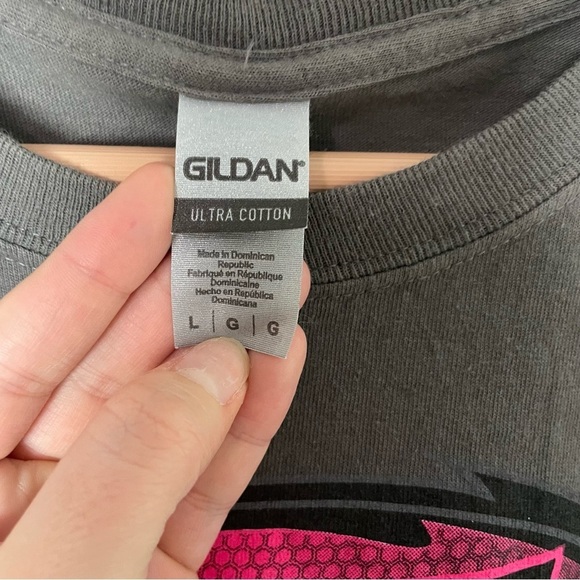 GILDAN®
ULTRA COTTON
Made in Dominican
Republic
Fabriqué en République
Dominicaine
Hecho en República
Dominicana
L | G | G